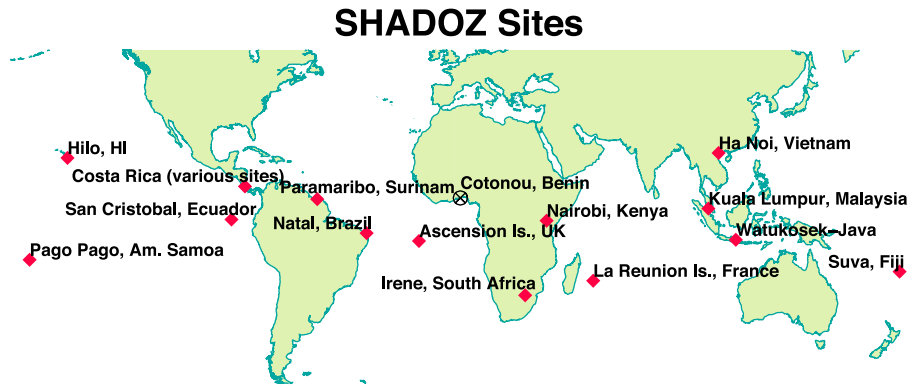 SHADOZ Sites
Hilo, HI
Ha Noi, Vietnam
Costa Rica (various sites)
Paramaribo, Surinam
Cotonou, Benin
Kuala Lumpur, Malaysia
San Cristobal, Ecuador
Nairobi, Kenya
Natal, Brazil
Ascension Is., UK
Watukosek-Java
Pago Pago, Am. Samoa
Suva, Fiji
La Reunion Is., France
Irene, South Africa